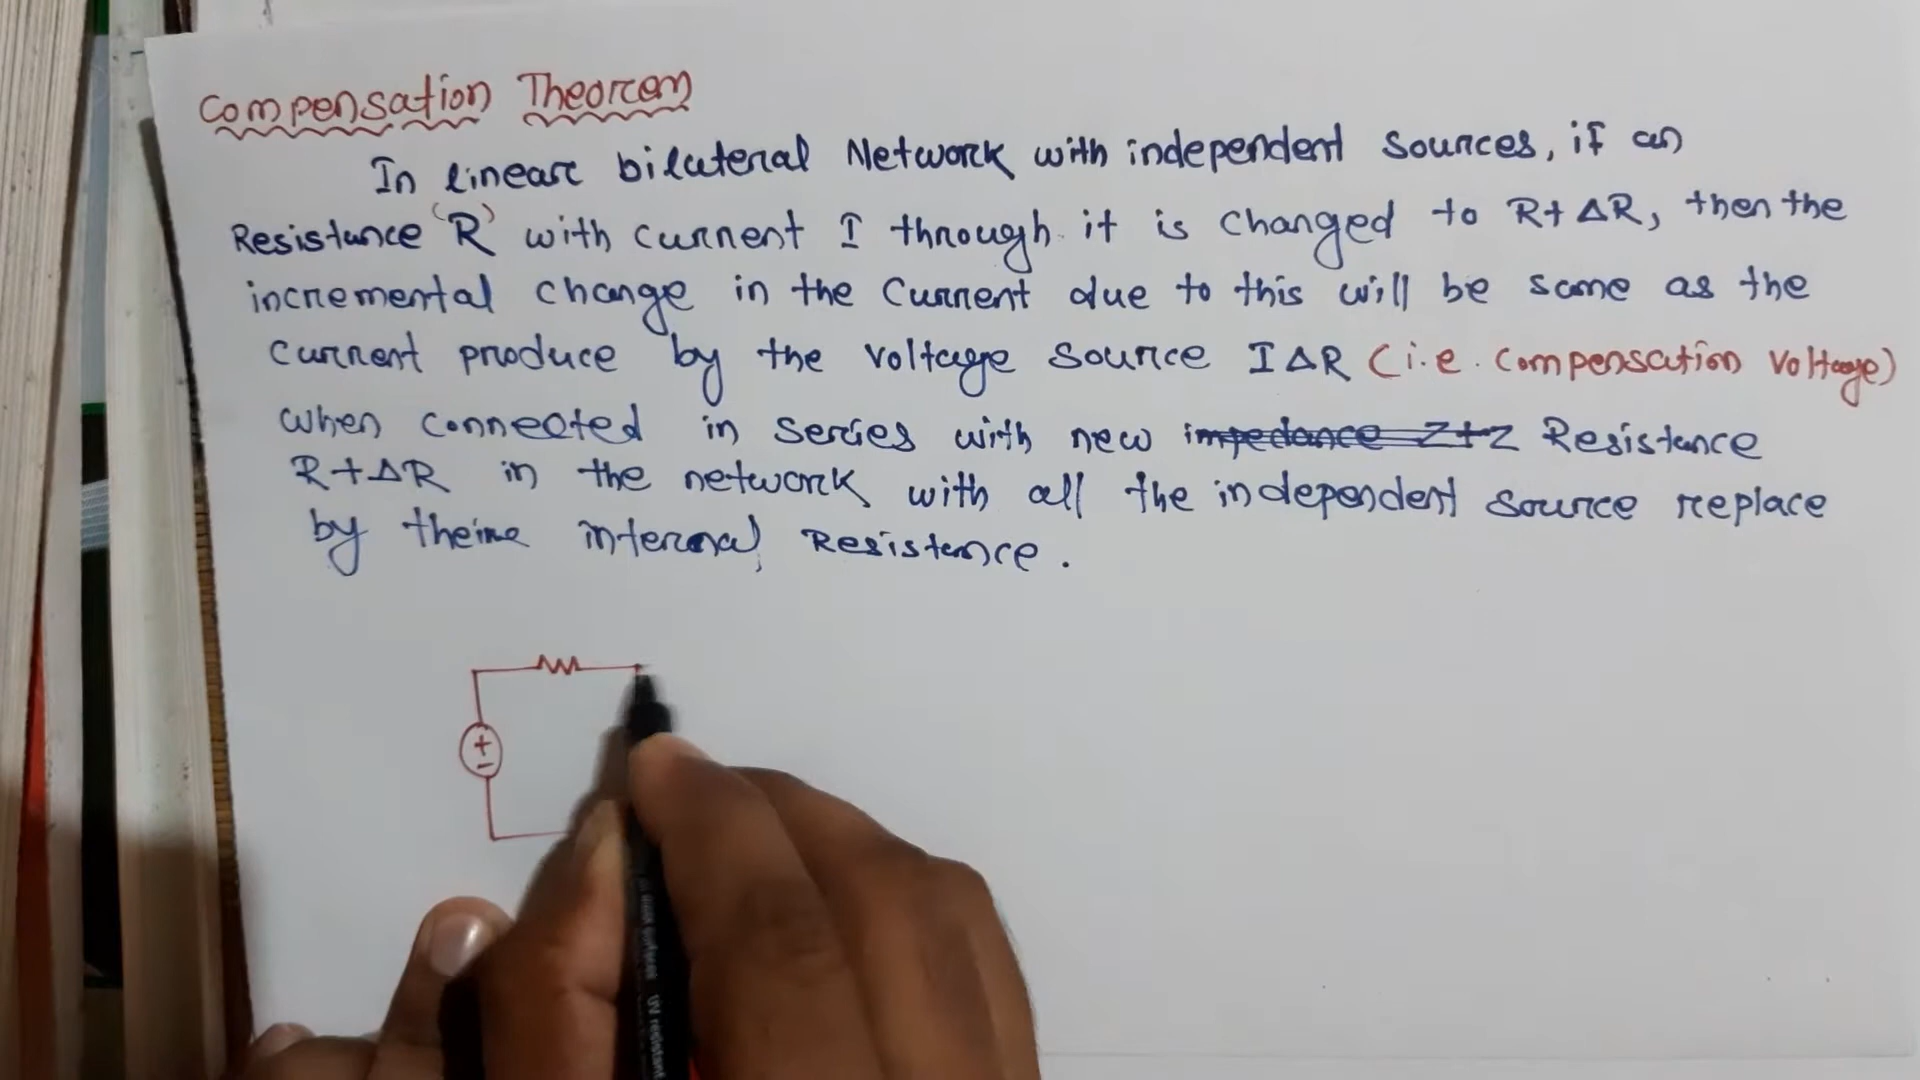 Compensation Theorem
In linear bilateral Network with independent sources, if an
Resistance 'R' with current I through it is changed to R+ΔR, then the
incremental change in the current due to this will be same as the
current produce by the voltage source IΔR (i.e. compensation voltage)
when connected in series with new impedance Z+Z Resistance
R+ΔR in the network with all the independent source replace
by their internal Resistance.
+
-
UV resistant